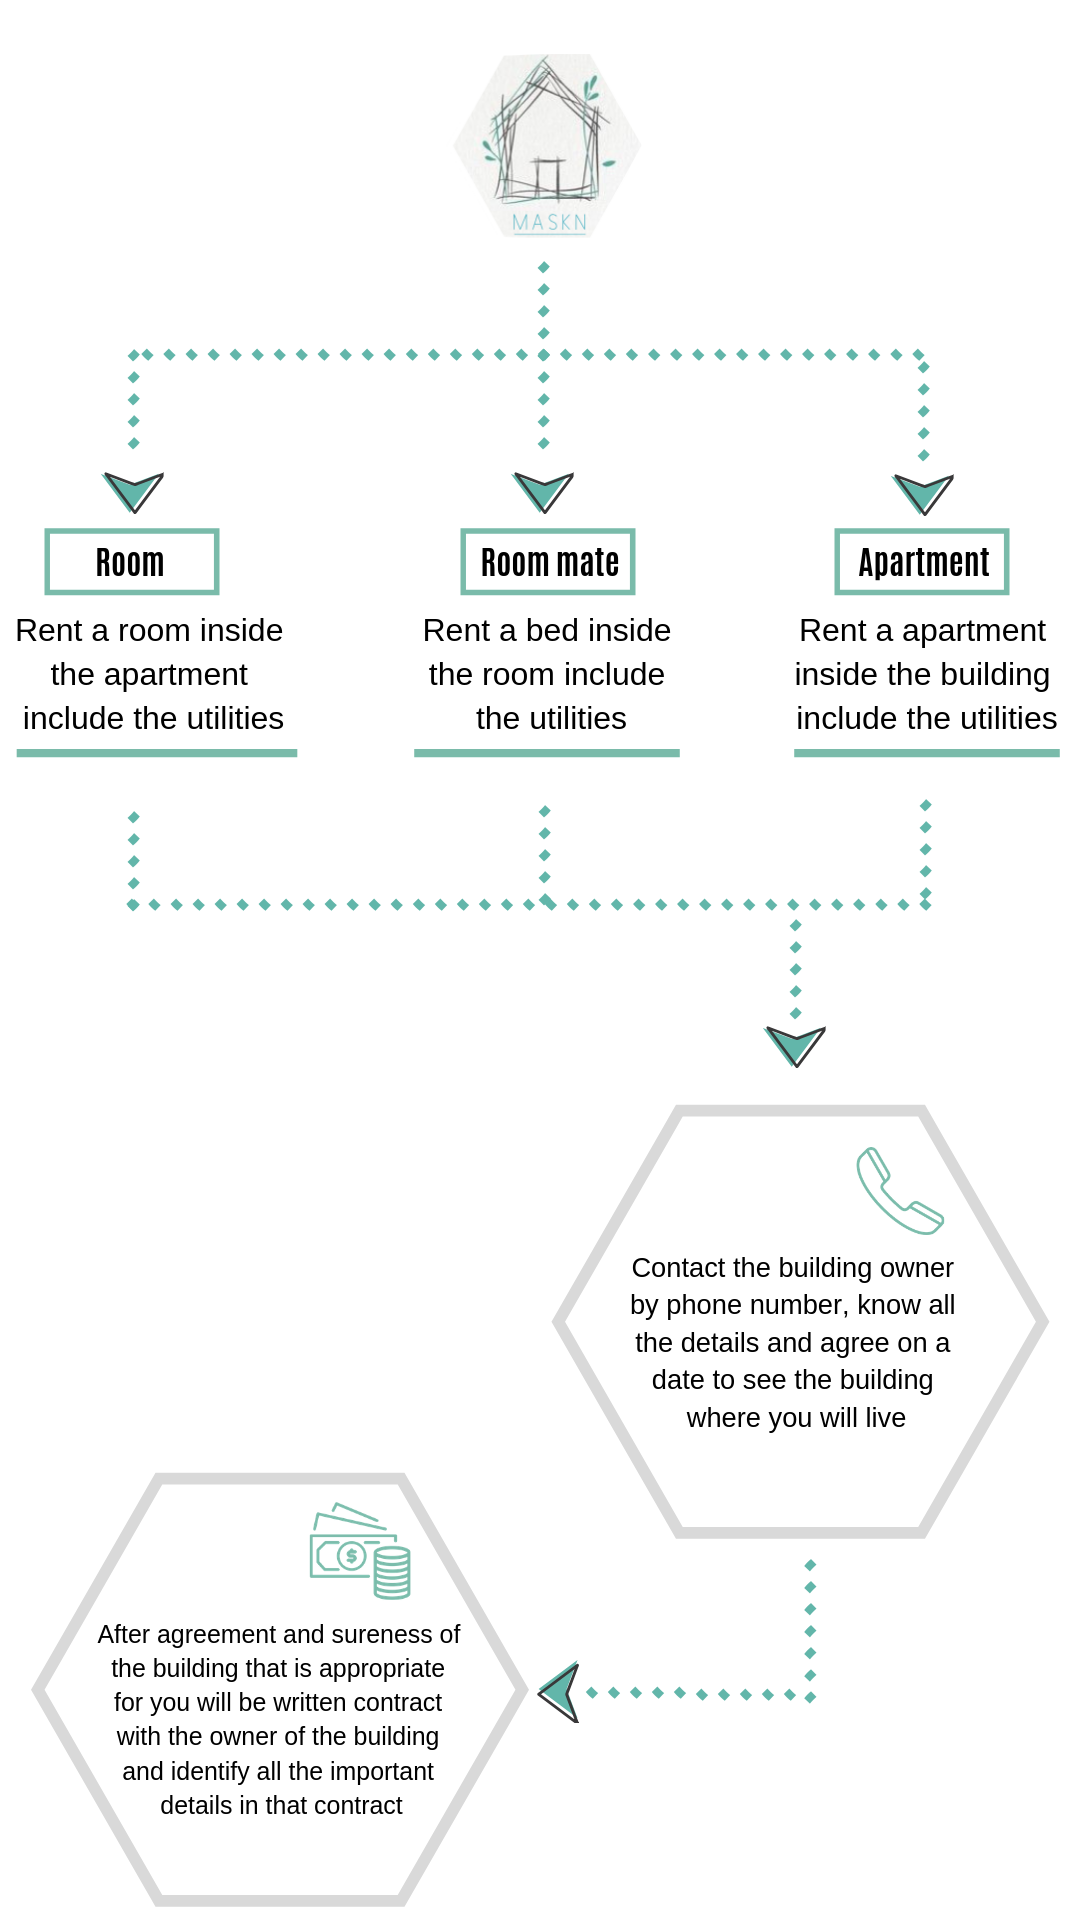 MASKN
Room
Rent a room inside
the apartment
include the utilities
Room mate
Rent a bed inside
the room include
the utilities
Apartment
Rent a apartment
inside the building
include the utilities
Contact the building owner
by phone number, know all
the details and agree on a
date to see the building
where you will live
$
After agreement and sureness of
the building that is appropriate
for you will be written contract
with the owner of the building
and identify all the important
details in that contract